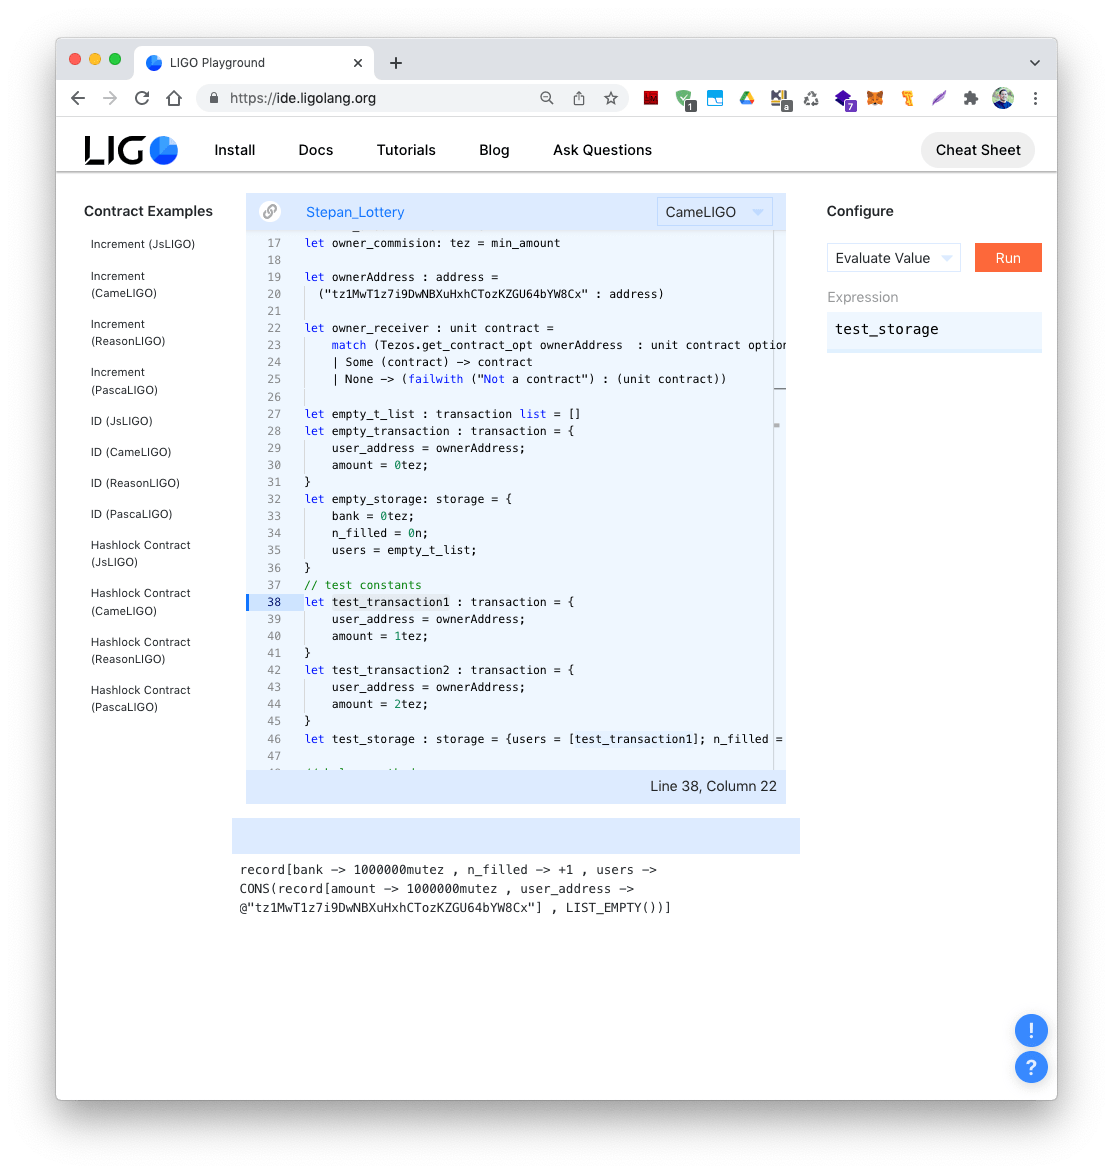 LIGO Playground
https://ide.ligolang.org
1
a
7
LIGO
Install
Docs
Tutorials
Blog
Ask Questions
Cheat Sheet
Contract Examples
Increment (JsLIGO)
Increment
(CameLIGO)
Increment
(ReasonLIGO)
Increment
(PascaLIGO)
ID (JsLIGO)
ID (CameLIGO)
ID (ReasonLIGO)
ID (PascaLIGO)
Hashlock Contract
(JsLIGO)
Hashlock Contract
(CameLIGO)
Hashlock Contract
(ReasonLIGO)
Hashlock Contract
(PascaLIGO)
Stepan_Lottery
CameLIGO
17 let owner_commision: tez = min_amount
18
19 let ownerAddress : address =
20 ("tz1MwT1z7i9DwNBXuHxhCTozKZGU64bYW8Cx" : address)
21
22 let owner_receiver : unit contract =
23 match (Tezos.get_contract_opt ownerAddress  : unit contract option
24 | Some (contract) -> contract
25 | None -> (failwith ("Not a contract") : (unit contract))
26
27 let empty_t_list : transaction list = []
28 let empty_transaction : transaction = {
29 user_address = ownerAddress;
30 amount = 0tez;
31 }
32 let empty_storage: storage = {
33 bank = 0tez;
34 n_filled = 0n;
35 users = empty_t_list;
36 }
37 // test constants
38 let test_transaction1 : transaction = {
39 user_address = ownerAddress;
40 amount = 1tez;
41 }
42 let test_transaction2 : transaction = {
43 user_address = ownerAddress;
44 amount = 2tez;
45 }
46 let test_storage : storage = {users = [test_transaction1]; n_filled =
47
Line 38, Column 22
record[bank -> 1000000mutez , n_filled -> +1 , users ->
CONS(record[amount -> 1000000mutez , user_address ->
@"tz1MwT1z7i9DwNBXuHxhCTozKZGU64bYW8Cx"] , LIST_EMPTY())]
Configure
Evaluate Value
Run
Expression
test_storage
!
?